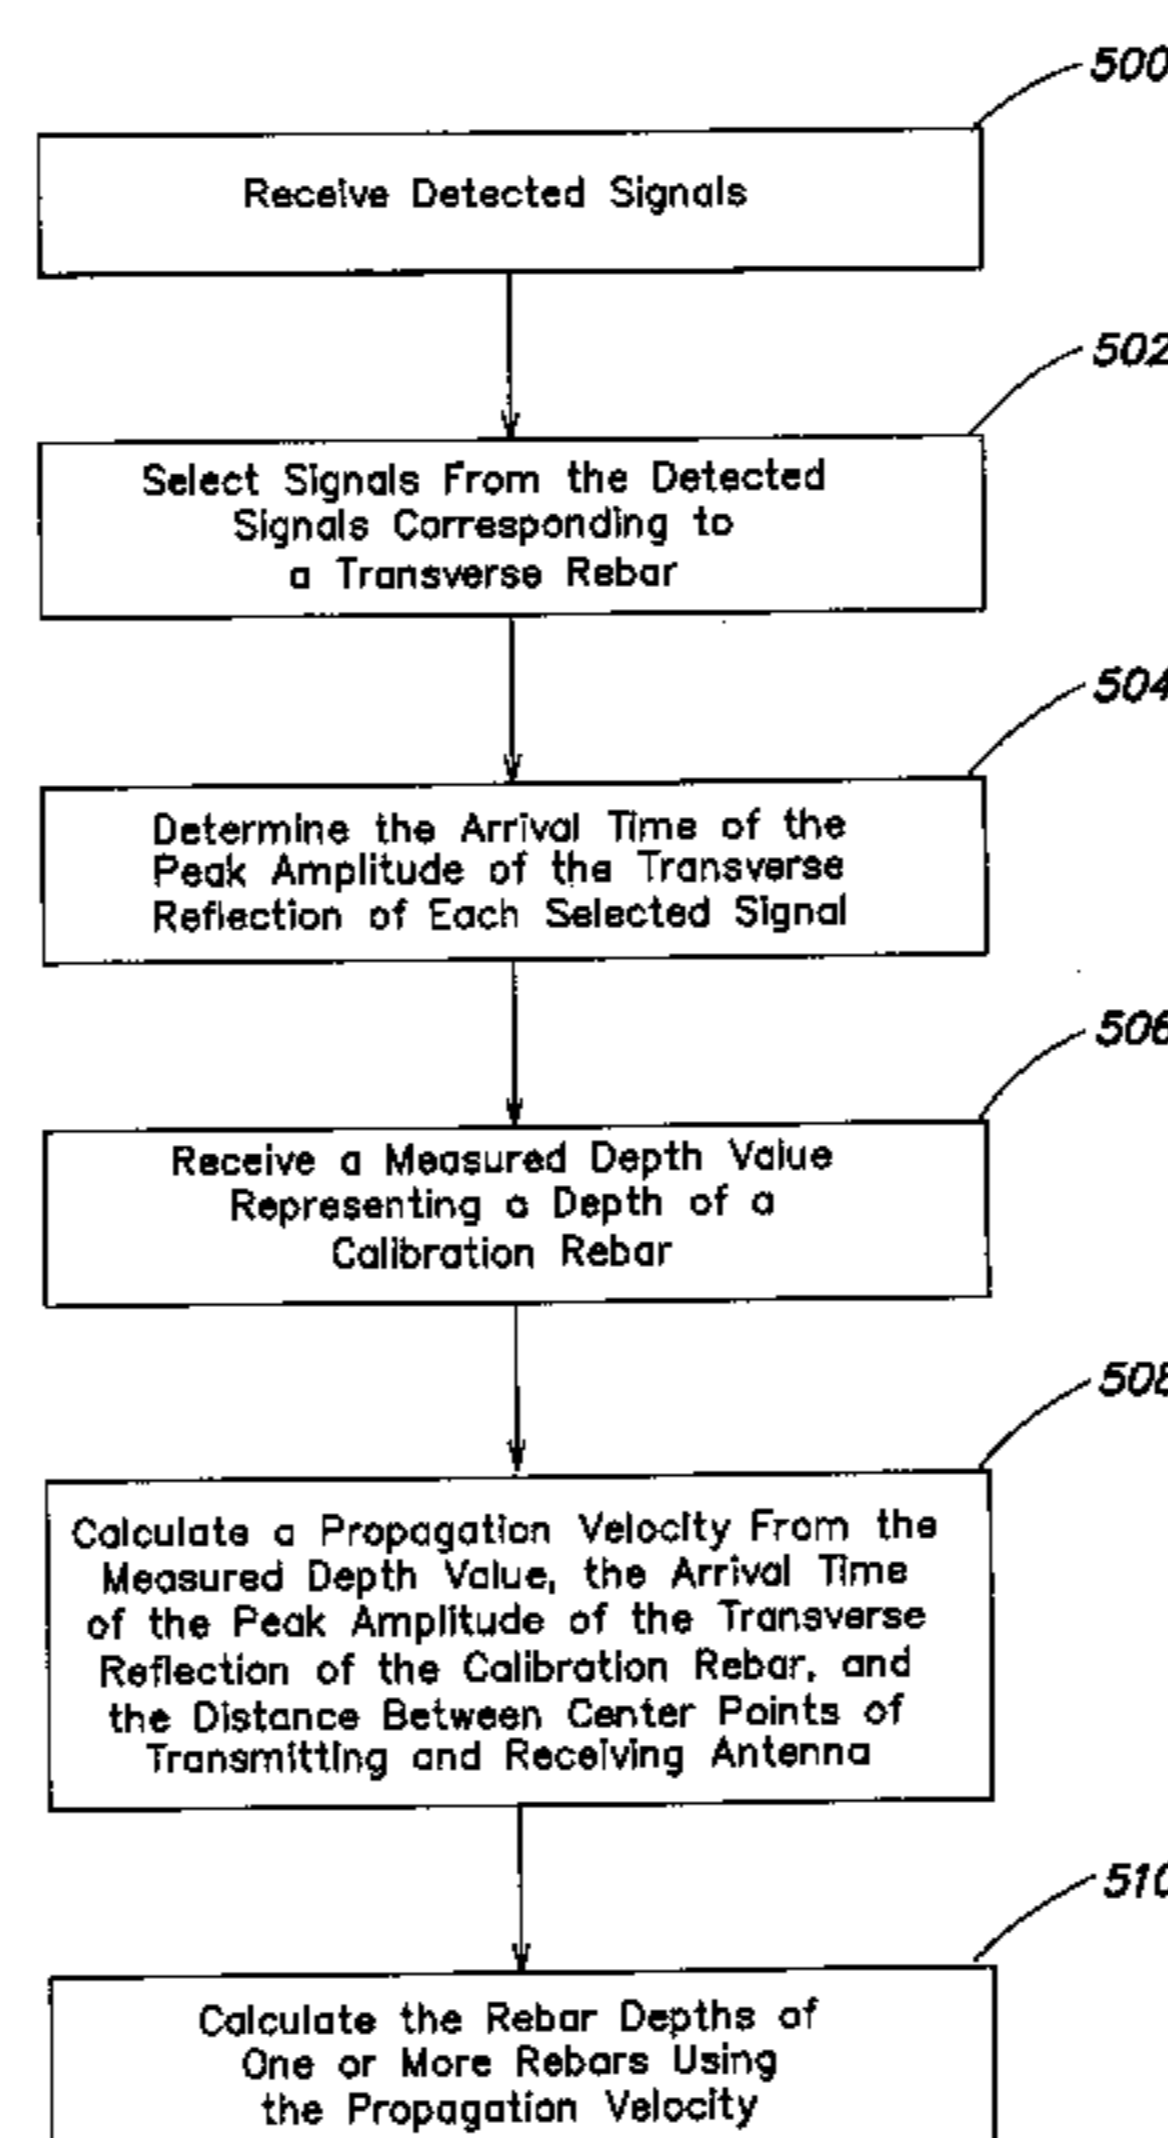 500
Receive Detected Signals
502
Select Signals From the Detected
Signals Corresponding to
a Transverse Rebar
504
Determine the Arrival Time of the
Peak Amplitude of the Transverse
Reflection of Each Selected Signal
506
Receive a Measured Depth Value
Representing a Depth of a
Calibration Rebar
508
Calculate a Propagation Velocity From the
Measured Depth Value, the Arrival Time
of the Peak Amplitude of the Transverse
Reflection of the Calibration Rebar, and
the Distance Between Center Points of
Transmitting and Receiving Antenna
510
Calculate the Rebar Depths of
One or More Rebars Using
the Propagation Velocity